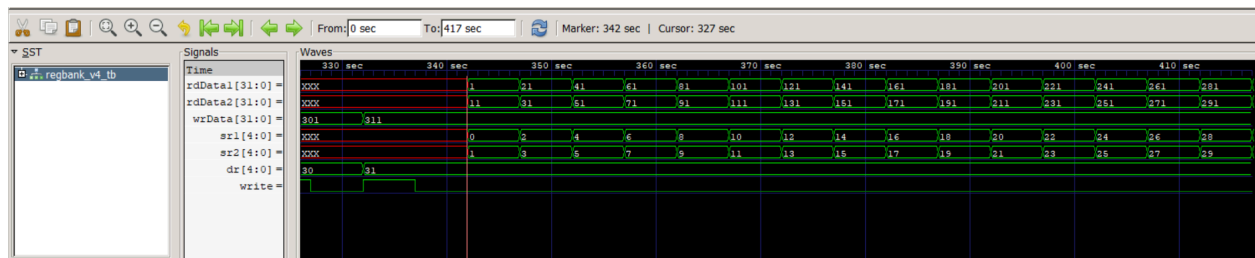 From: 0 sec To: 417 sec Marker: 342 sec | Cursor: 327 sec
SST
regbank_v4_tb
Signals
Time
rdData1[31:0] =
rdData2[31:0] =
wrData[31:0] =
sr1[4:0] =
sr2[4:0] =
dr[4:0] =
write =
Waves
330 sec 340 sec 350 sec 360 sec 370 sec 380 sec 390 sec 400 sec 410 sec
XXX 1 21 41 61 81 101 121 141 161 181 201 221 241 261 281
XXX 11 31 51 71 91 111 131 151 171 191 211 231 251 271 291
301 311
XXX 0 2 4 6 8 10 12 14 16 18 20 22 24 26 28
XXX 1 3 5 7 9 11 13 15 17 19 21 23 25 27 29
30 31